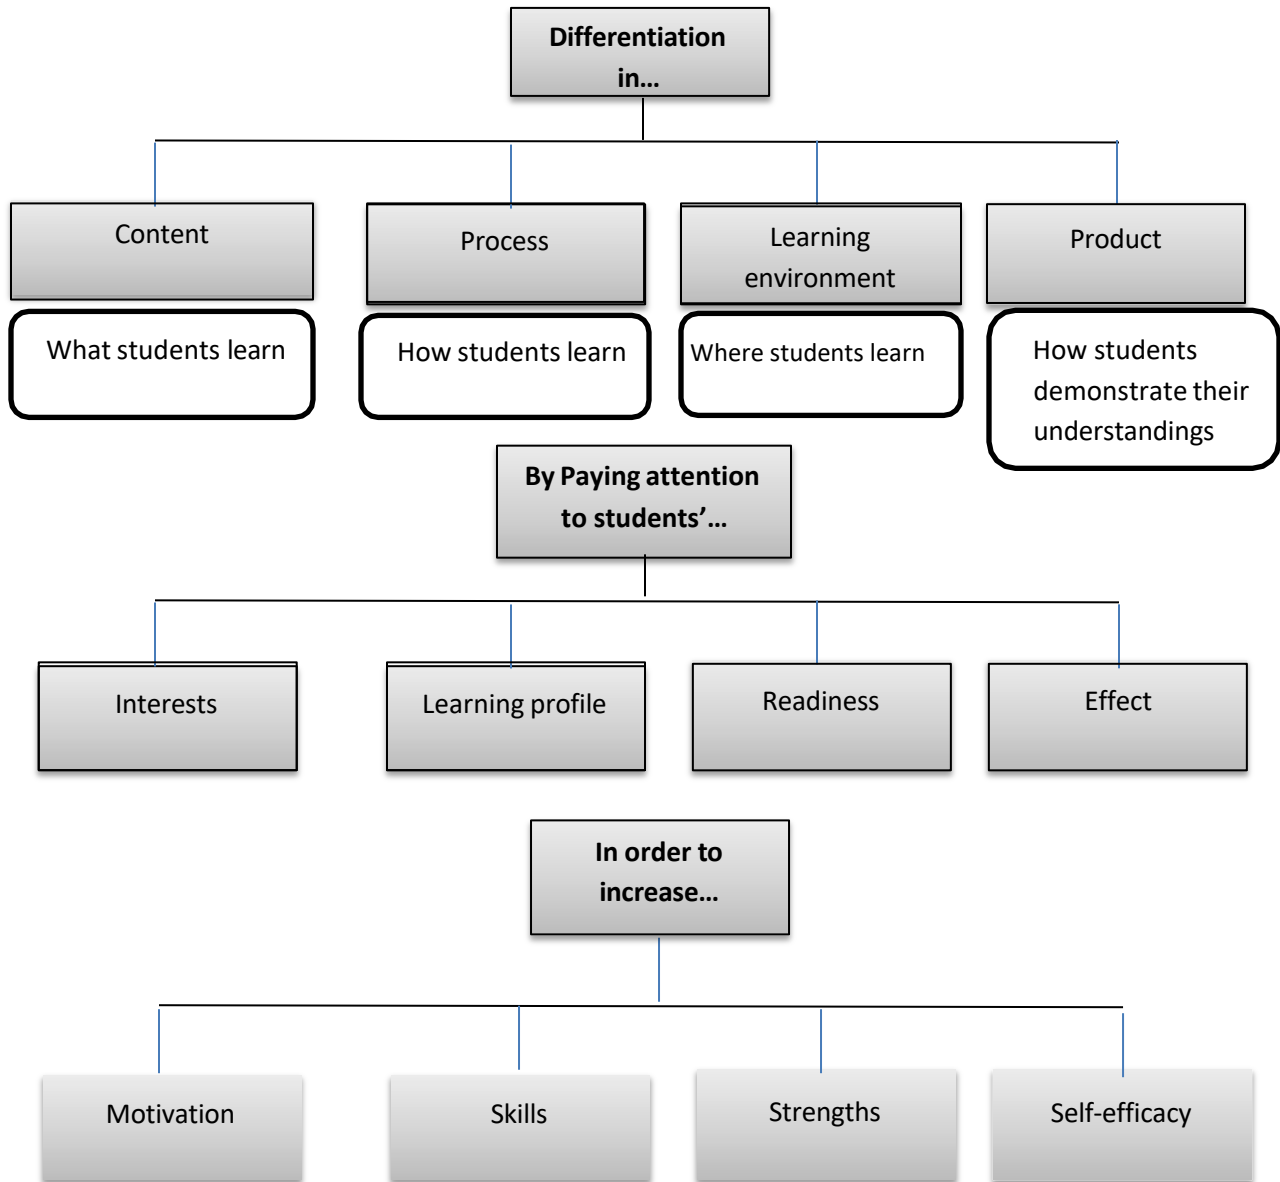 Differentiation
in…
Content
Process
Learning
environment
Product
What students learn
How students learn
Where students learn
How students
demonstrate their
understandings
By Paying attention
to students’…
Interests
Learning profile
Readiness
Effect
In order to
increase…
Motivation
Skills
Strengths
Self-efficacy